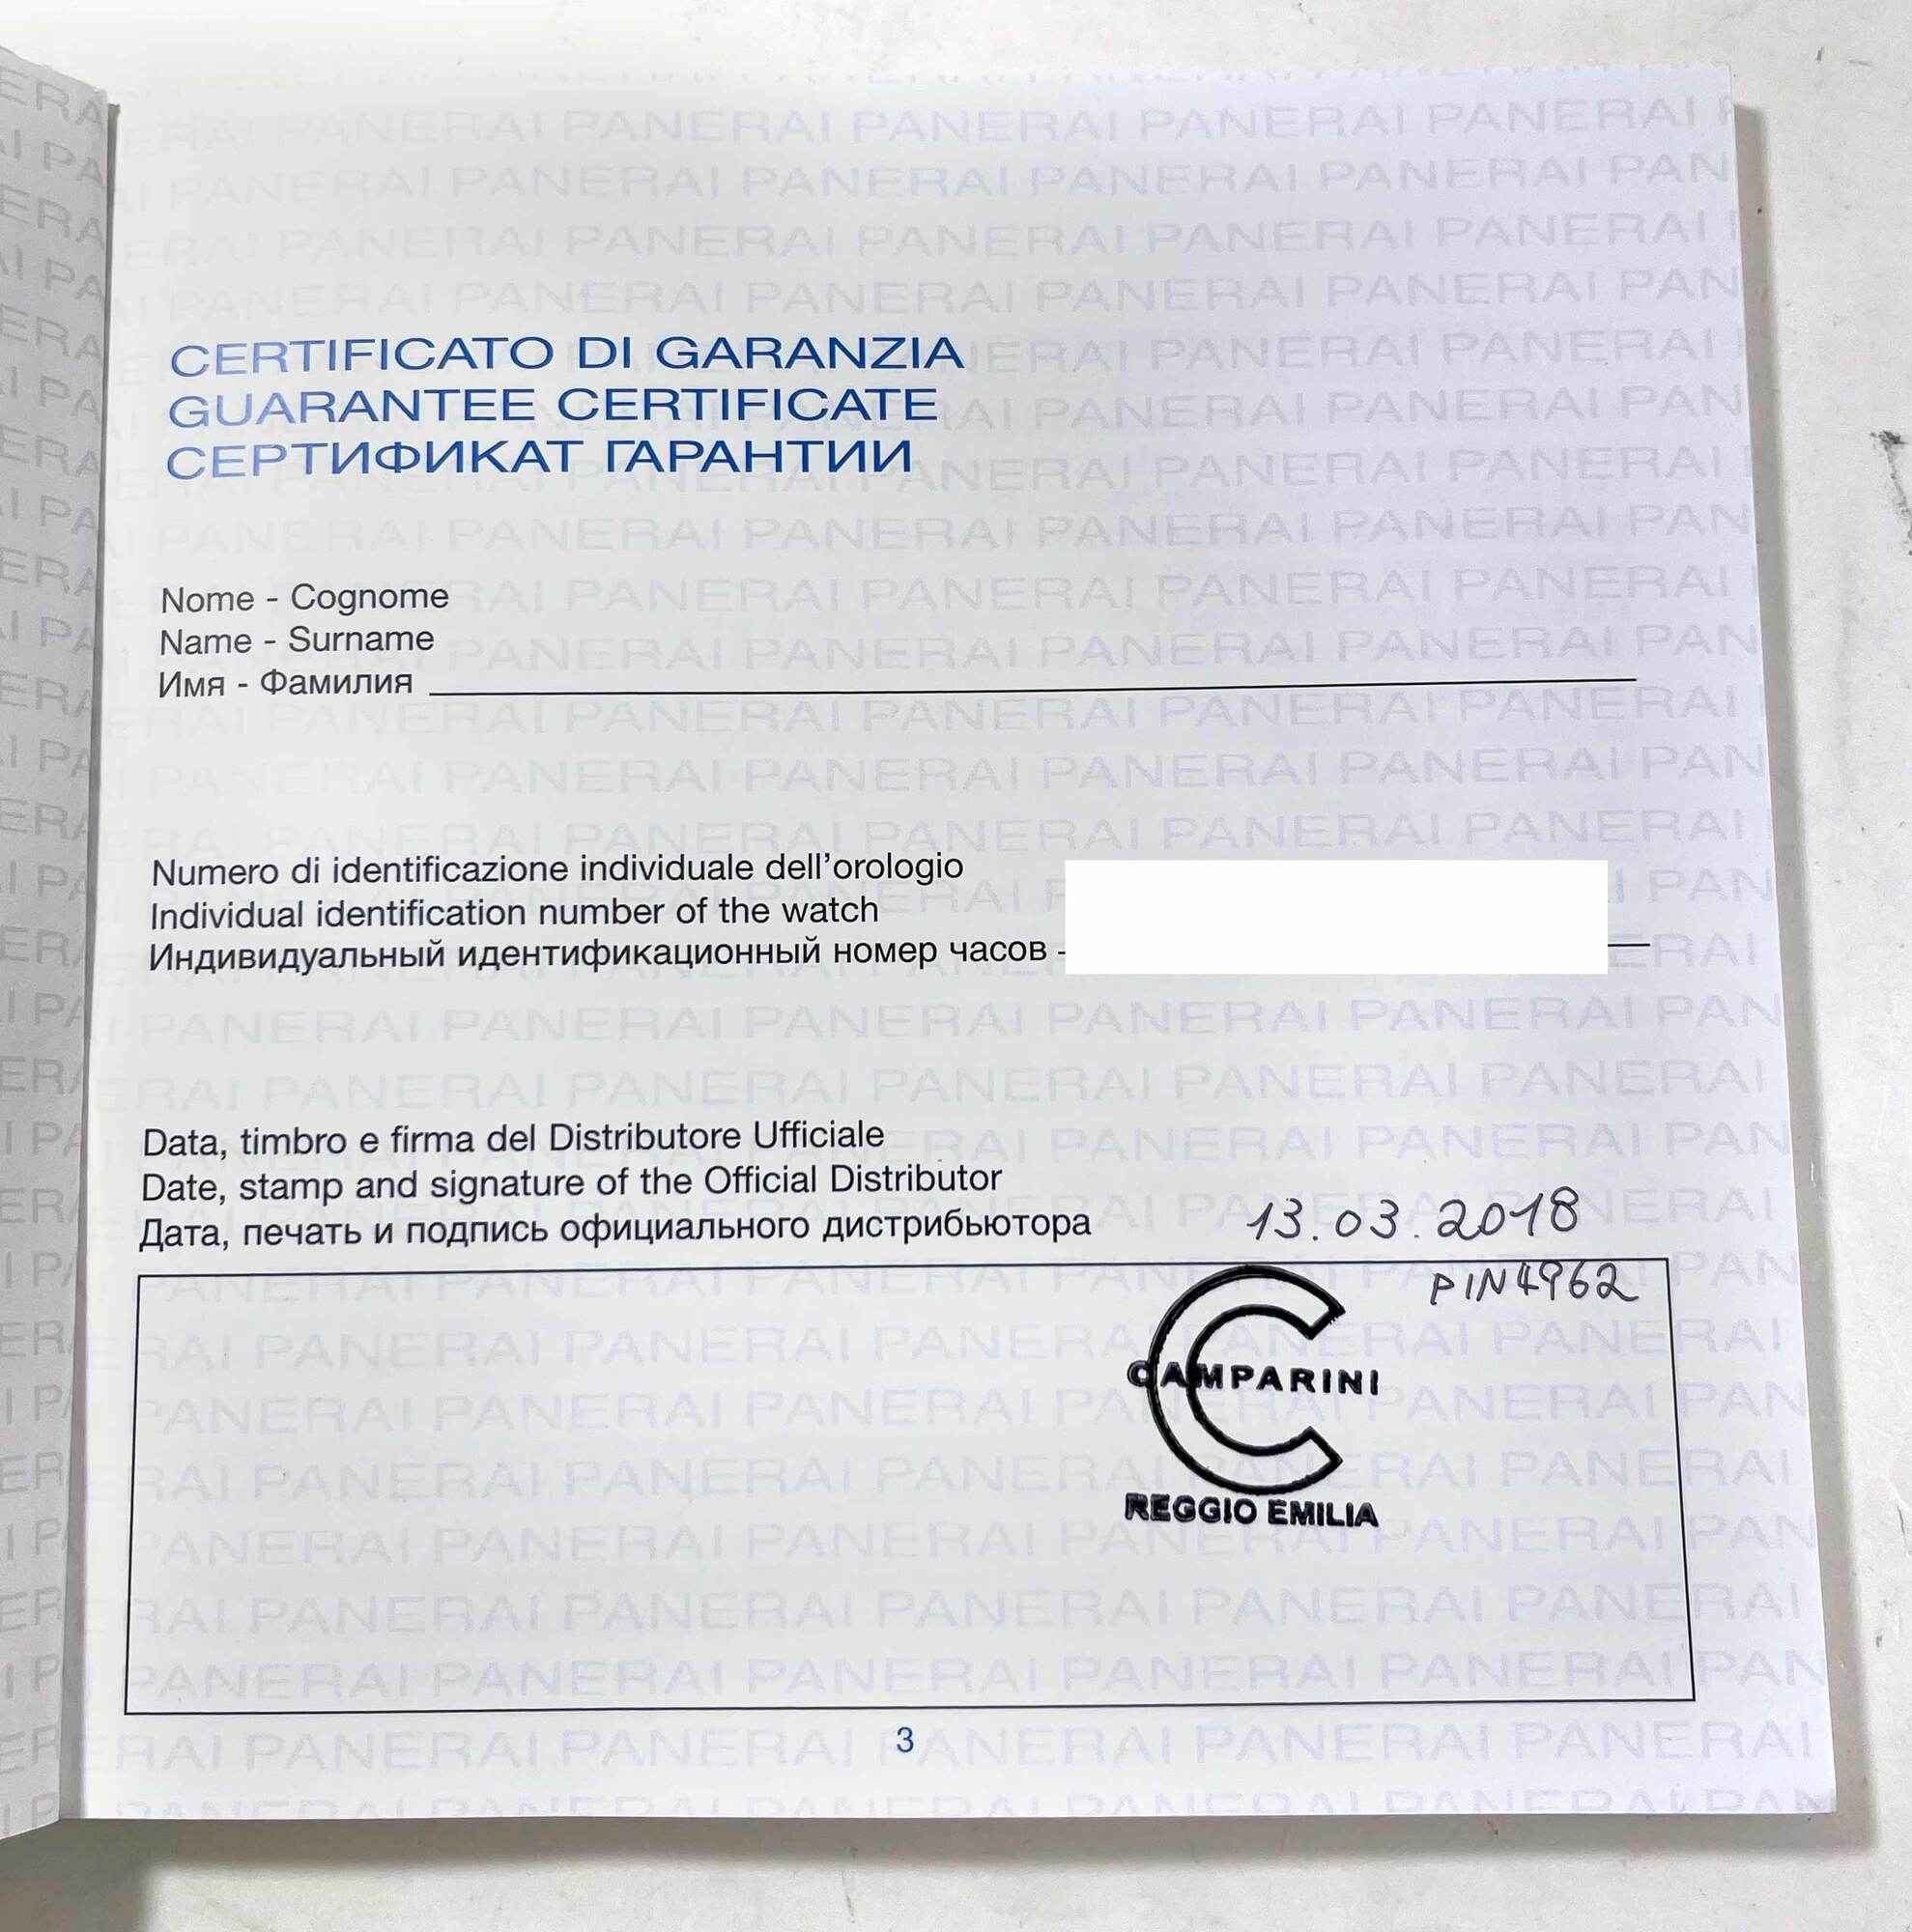 CERTIFICATO DI GARANZIA
GUARANTEE CERTIFICATE
СЕРТИФИКАТ ГАРАНТИИ
Nome - Cognome
Name - Surname
Имя - Фамилия
Numero di identificazione individuale dell'orologio
Individual identification number of the watch
Индивидуальный идентификационный номер часов
Data, timbro e firma del Distributore Ufficiale
Date, stamp and signature of the Official Distributor
Дата, печать и подпись официального дистрибьютора
13.03.2018
PIN4962
C
CAMPARINI
REGGIO EMILIA
3